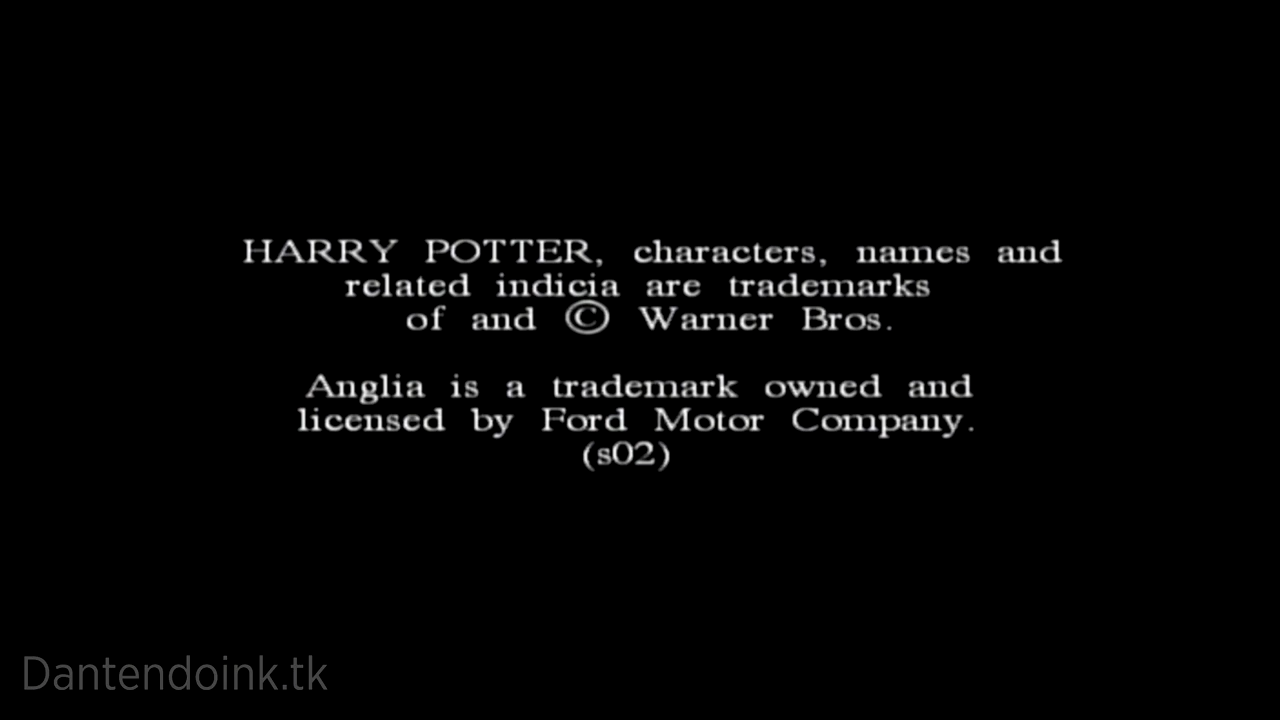 HARRY POTTER, characters, names and
related indicia are trademarks
of and © Warner Bros.
Anglia is a trademark owned and
licensed by Ford Motor Company.
(s02)
Dantendoink.tk